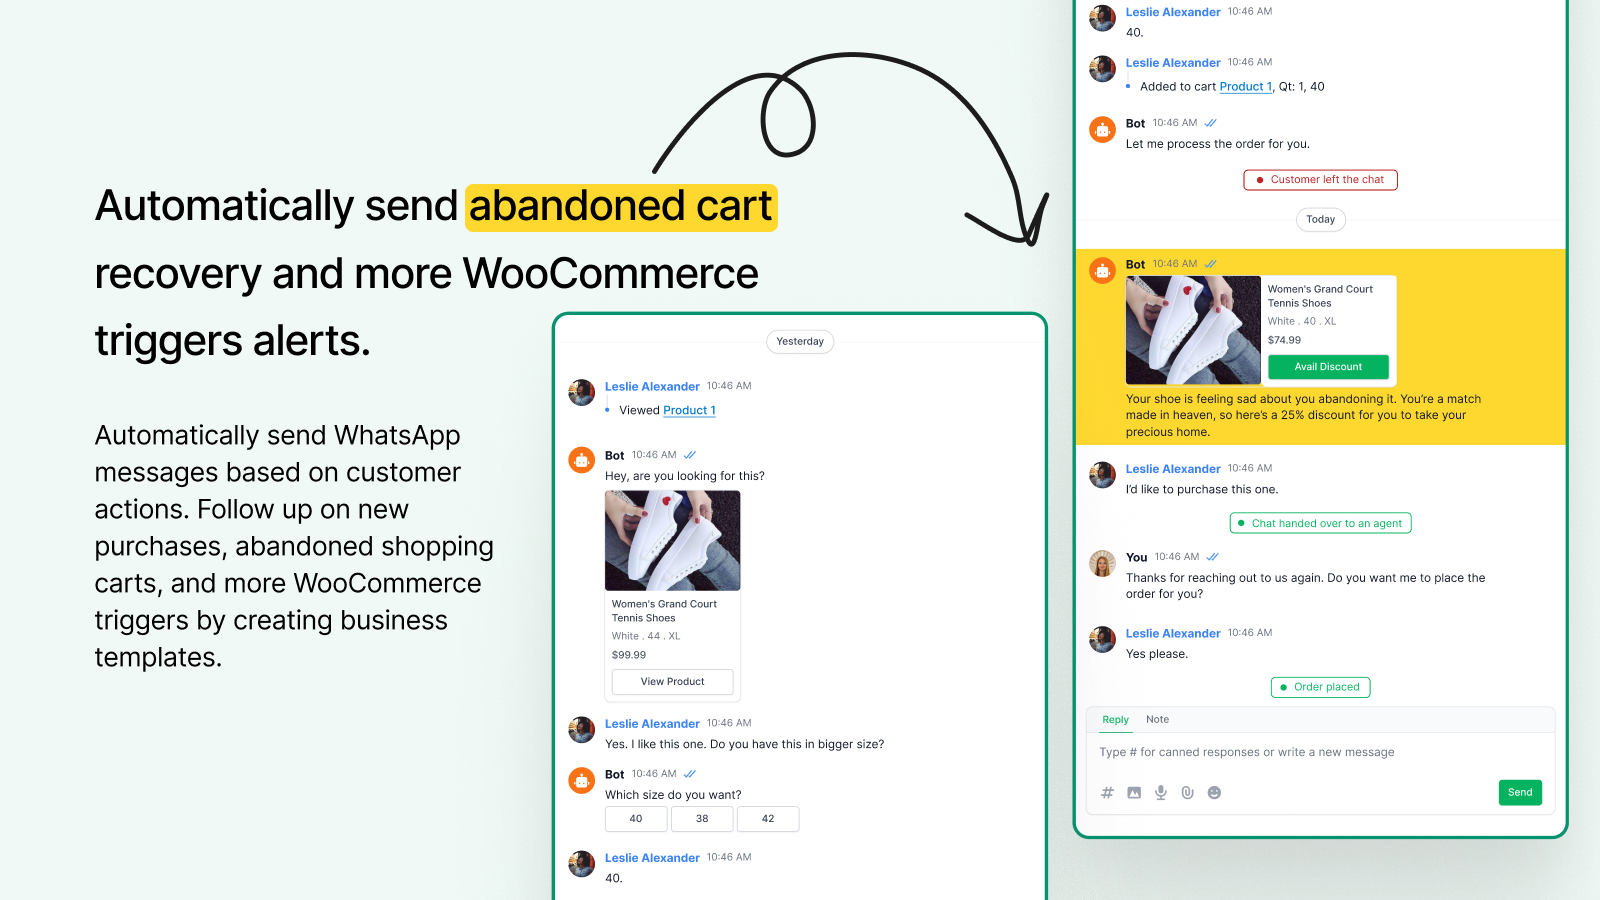 Automatically send abandoned cart
recovery and more WooCommerce
triggers alerts.
Automatically send WhatsApp
messages based on customer
actions. Follow up on new
purchases, abandoned shopping
carts, and more WooCommerce
triggers by creating business
templates.
Yesterday
Leslie Alexander 10:46 AM
Viewed Product 1
Bot 10:46 AM
Hey, are you looking for this?
Women's Grand Court
Tennis Shoes
White . 44 . XL
$99.99
View Product
Leslie Alexander 10:46 AM
Yes. I like this one. Do you have this in bigger size?
Bot 10:46 AM
Which size do you want?
40 38 42
Leslie Alexander 10:46 AM
40.
Leslie Alexander 10:46 AM
40.
Leslie Alexander 10:46 AM
Added to cart Product 1, Qt: 1, 40
Bot 10:46 AM
Let me process the order for you.
Customer left the chat
Today
Bot 10:46 AM
Women's Grand Court
Tennis Shoes
White . 40 . XL
$74.99
Avail Discount
Your shoe is feeling sad about you abandoning it. You're a match
made in heaven, so here's a 25% discount for you to take your
precious home.
Leslie Alexander 10:46 AM
I'd like to purchase this one.
Chat handed over to an agent
You 10:46 AM
Thanks for reaching out to us again. Do you want me to place the
order for you?
Leslie Alexander 10:46 AM
Yes please.
Order placed
Reply Note
Type # for canned responses or write a new message
Send